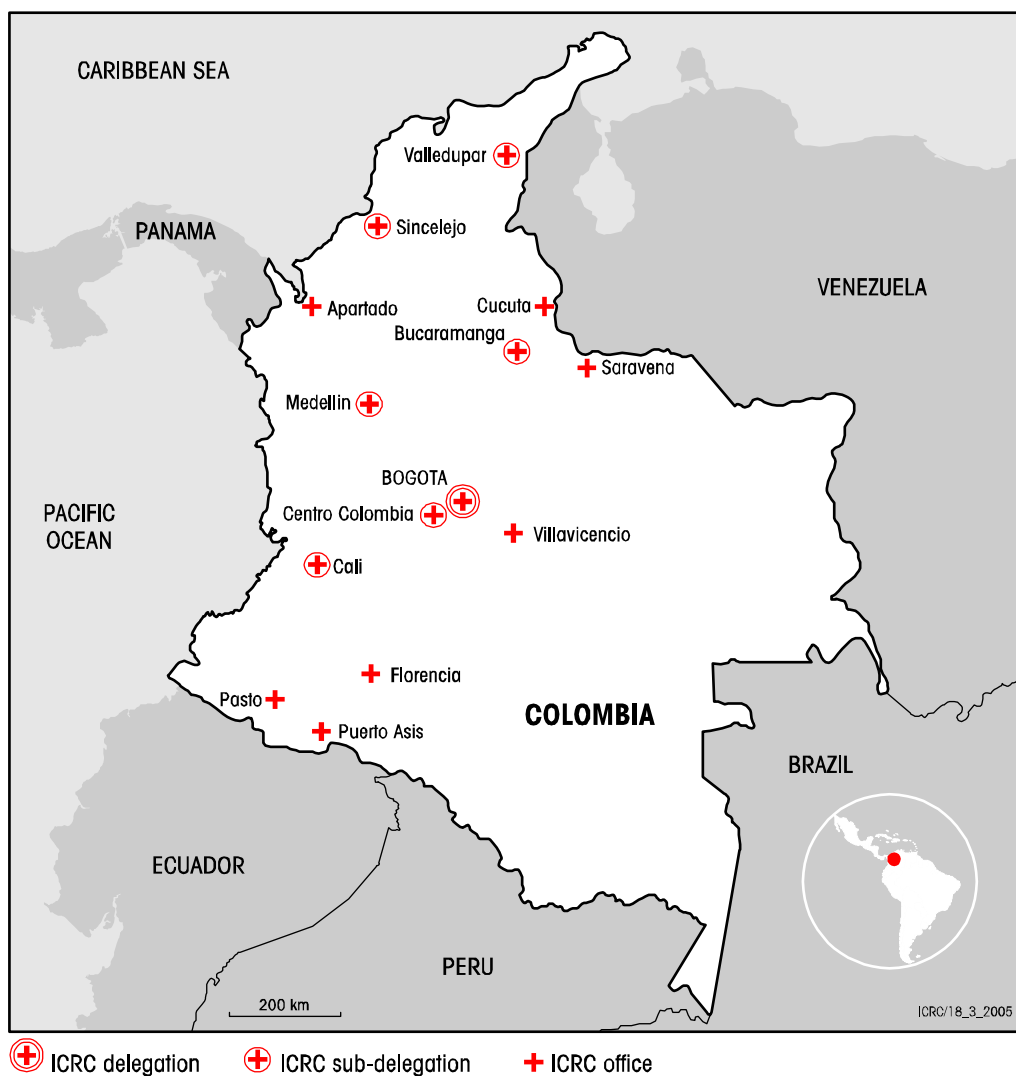 CARIBBEAN SEA
Valledupar
Sincelejo
PANAMA
VENEZUELA
Apartado
Cucuta
Bucaramanga
Saravena
Medellin
BOGOTA
PACIFIC
OCEAN
Centro Colombia
Villavicencio
Cali
Florencia
Pasto
COLOMBIA
Puerto Asis
BRAZIL
ECUADOR
PERU
200 km
ICRC/18_3_2005
ICRC delegation
ICRC sub-delegation
ICRC office